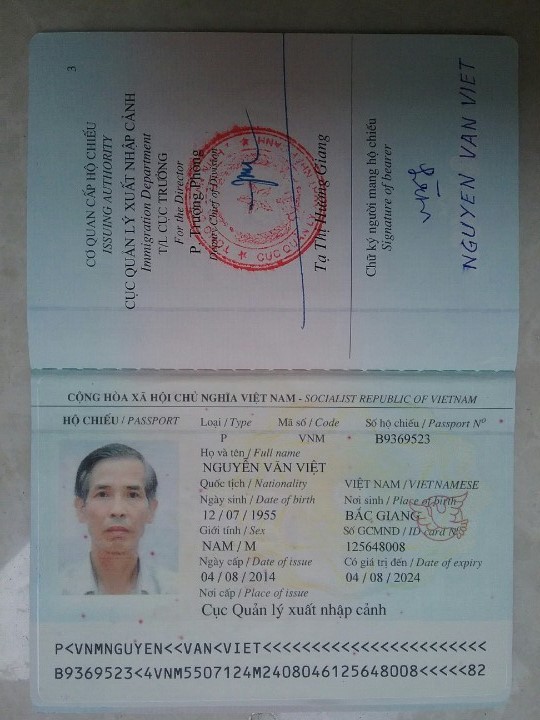 3
CƠ QUAN CẤP HỘ CHIẾU
ISSUING AUTHORITY
CỤC QUẢN LÝ XUẤT NHẬP CẢNH
Immigration Department
T/L CỤC TRƯỞNG
For the Director
P. Trưởng Phòng
Deputy Chief of Division
Tạ Thị Hương Giang
Chữ ký người mang hộ chiếu
Signature of bearer
Việt
NGUYEN VAN VIET
CỘNG HÒA XÃ HỘI CHỦ NGHĨA VIỆT NAM - SOCIALIST REPUBLIC OF VIETNAM
HỘ CHIẾU / PASSPORT Loại / Type Mã số / Code Số hộ chiếu / Passport Nº
P VNM B9369523
Họ và tên / Full name
NGUYỄN VĂN VIỆT
Quốc tịch / Nationality VIỆT NAM / VIETNAMESE
Ngày sinh / Date of birth Nơi sinh / Place of birth
12 / 07 / 1955 BẮC GIANG
Giới tính / Sex Số GCMND / ID card Nº
NAM / M 125648008
Ngày cấp / Date of issue Có giá trị đến / Date of expiry
04 / 08 / 2014 04 / 08 / 2024
Nơi cấp / Place of issue
Cục Quản lý xuất nhập cảnh
P<VNMNGUYEN<<VAN<VIET<<<<<<<<<<<<<<<<<<<<<<<
B9369523<4VNM5507124M2408046125648008<<<<<82